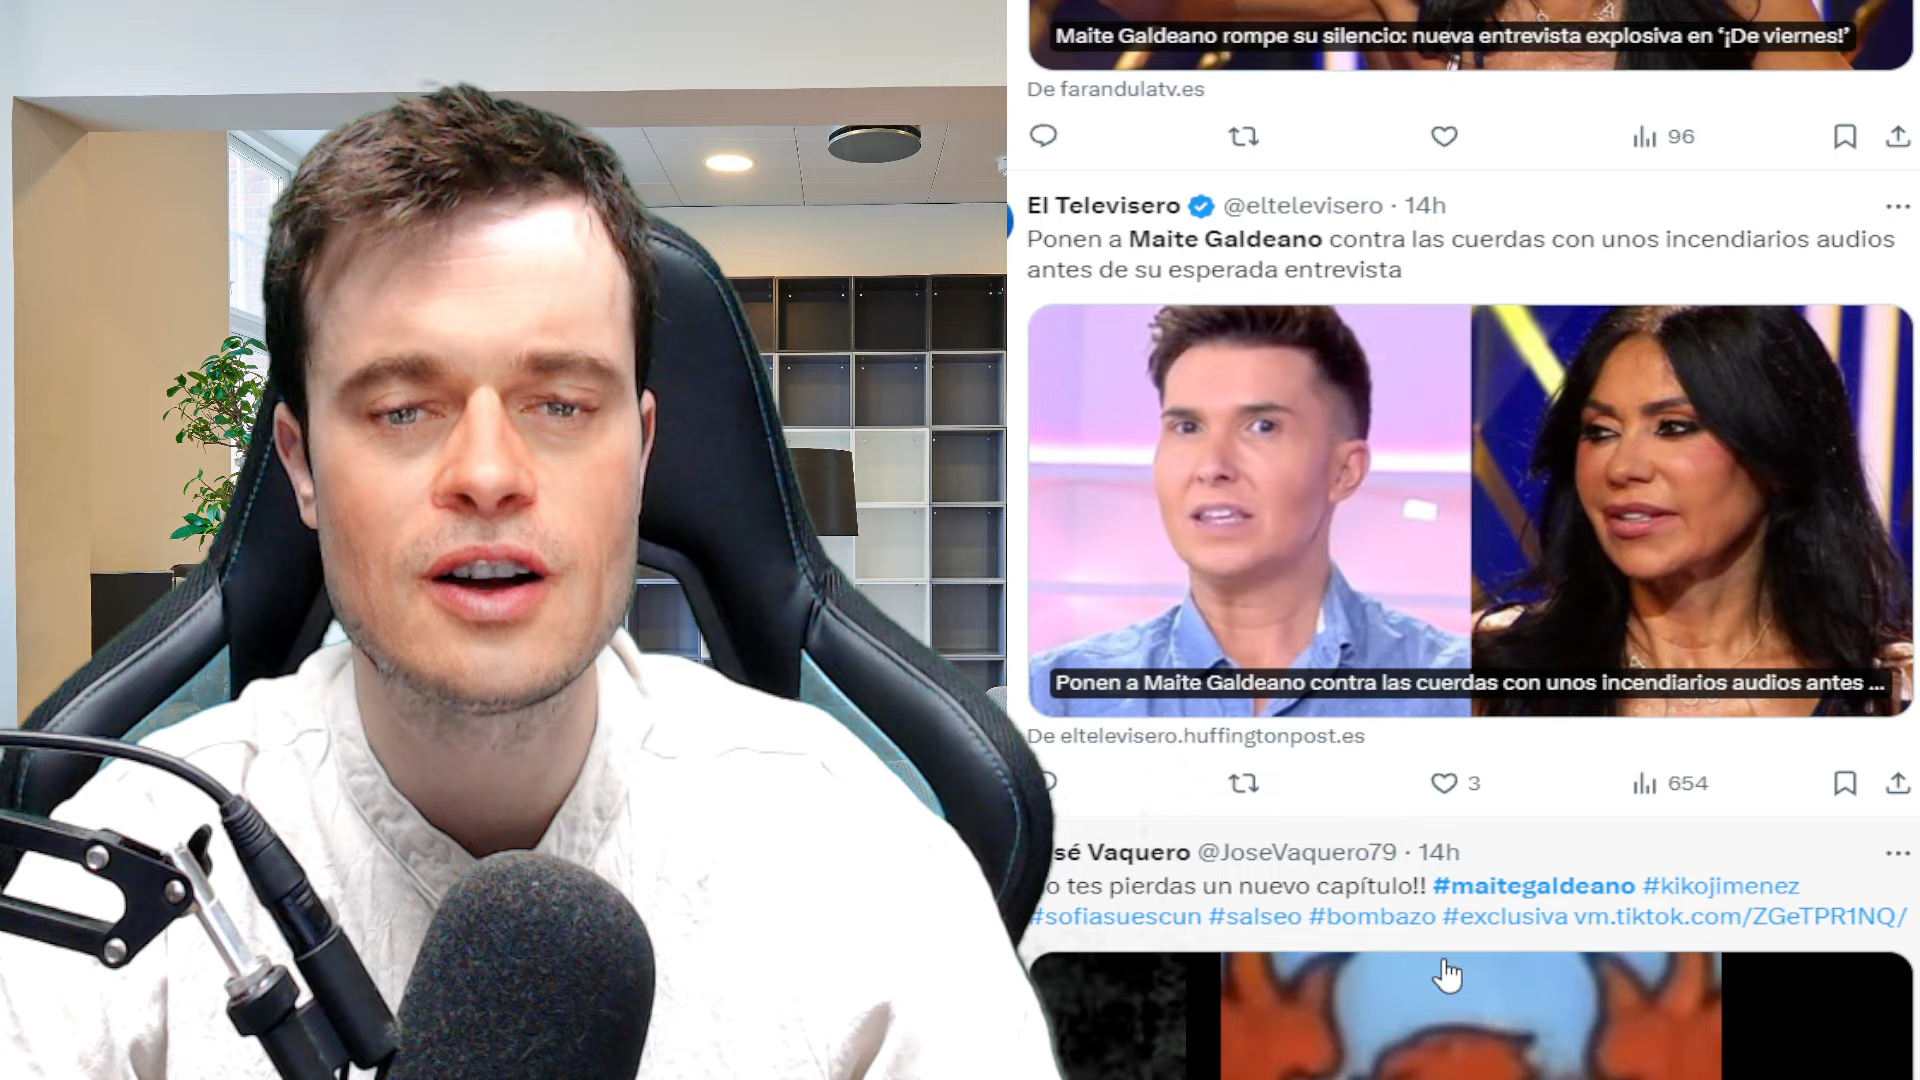 Maite Galdeano rompe su silencio: nueva entrevista explosiva en ‘¡De viernes!’
De farandulatv.es
96
El Televisero @eltelevisero · 14h
Ponen a Maite Galdeano contra las cuerdas con unos incendiarios audios
antes de su esperada entrevista
Ponen a Maite Galdeano contra las cuerdas con unos incendiarios audios antes ...
De eltelevisero.huffingtonpost.es
3
654
sé Vaquero @JoseVaquero79 · 14h
o tes pierdas un nuevo capítulo!! #maitegaldeano #kikojimenez
#sofiasuescun #salseo #bombazo #exclusiva vm.tiktok.com/ZGeTPR1NQ/